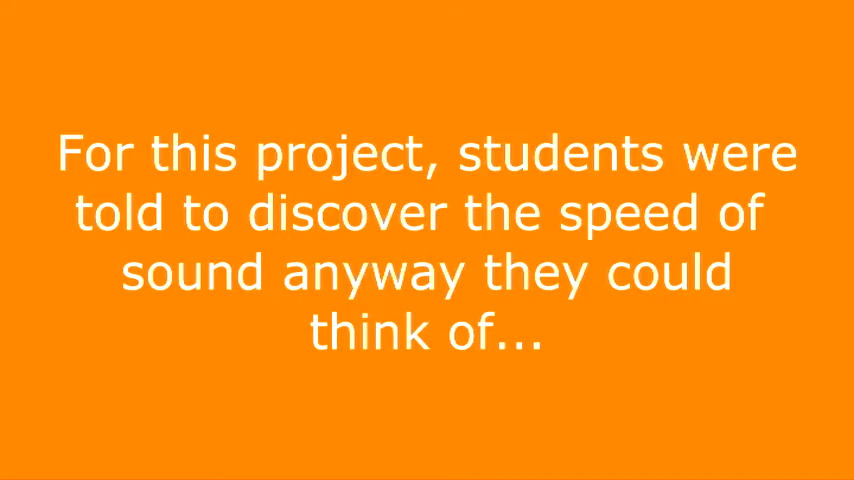 For this project, students were
told to discover the speed of
sound anyway they could
think of...